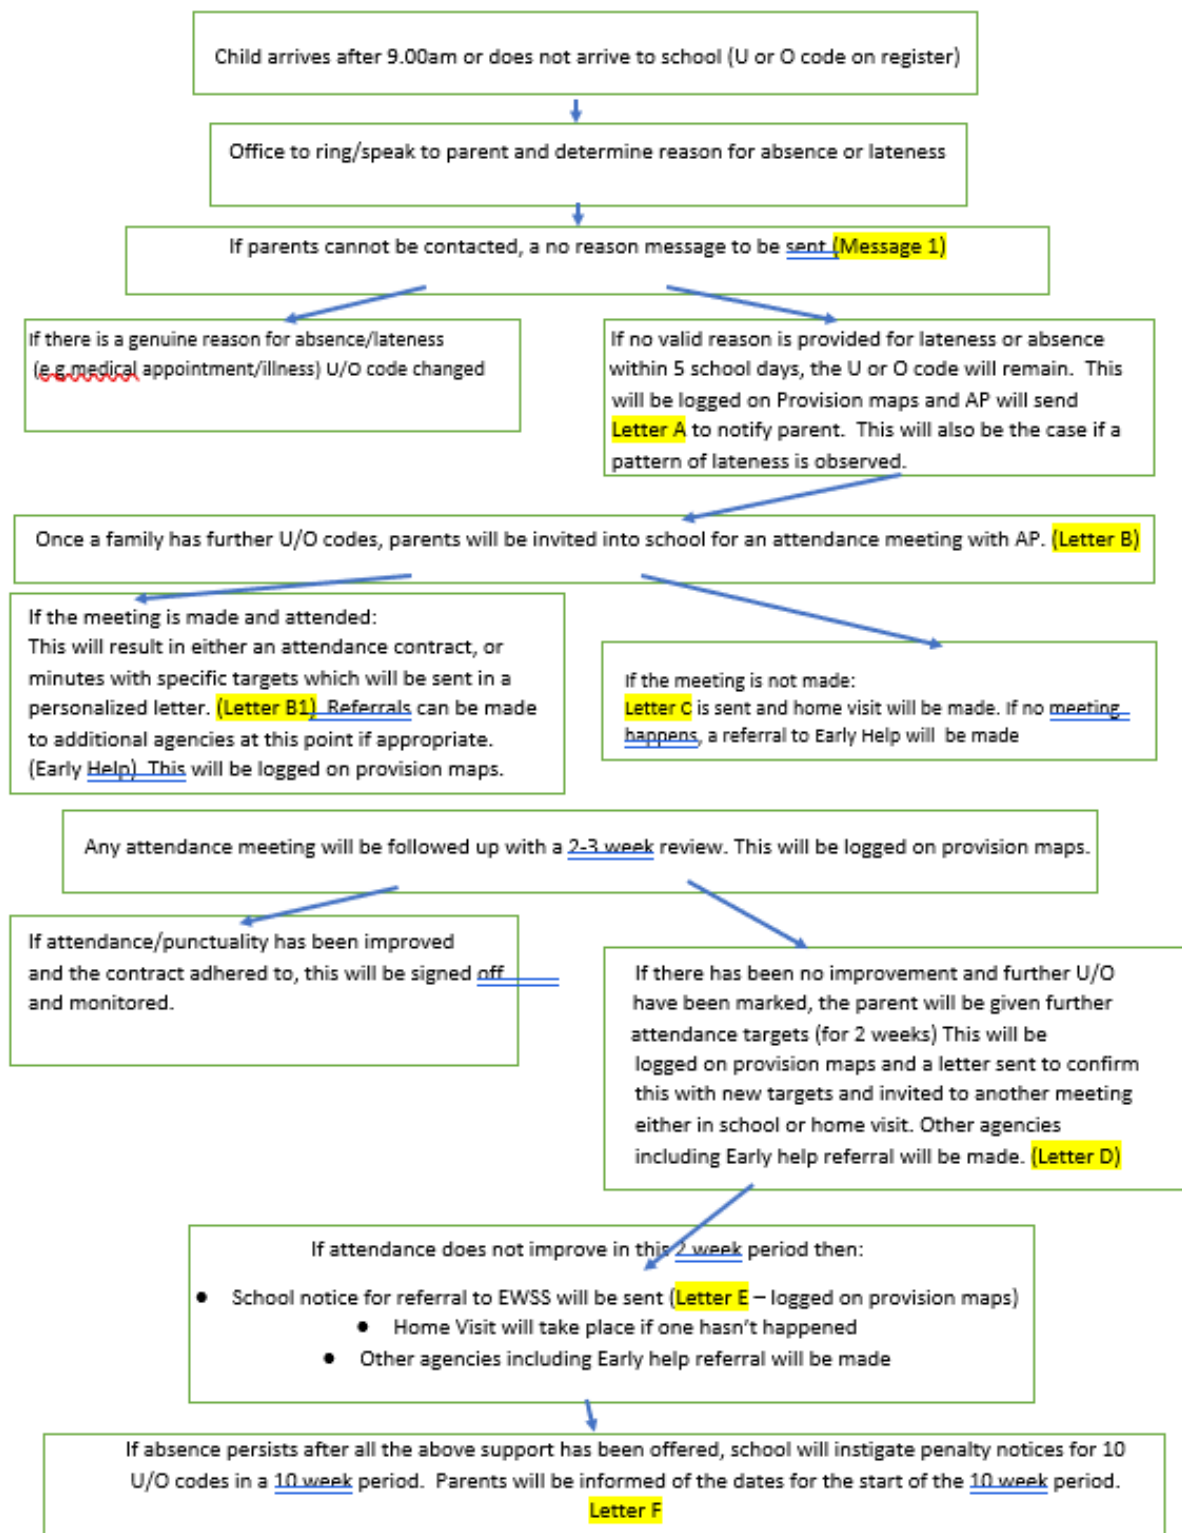 Child arrives after 9.00am or does not arrive to school (U or O code on register)
Office to ring/speak to parent and determine reason for absence or lateness
If parents cannot be contacted, a no reason message to be sent (Message 1)
If there is a genuine reason for absence/lateness
(e.g.medical appointment/illness) U/O code changed
If no valid reason is provided for lateness or absence
within 5 school days, the U or O code will remain.  This
will be logged on Provision maps and AP will send
Letter A to notify parent.  This will also be the case if a
pattern of lateness is observed.
Once a family has further U/O codes, parents will be invited into school for an attendance meeting with AP. (Letter B)
If the meeting is made and attended:
This will result in either an attendance contract, or
minutes with specific targets which will be sent in a
personalized letter. (Letter B1)  Referrals can be made
to additional agencies at this point if appropriate.
(Early Help)  This will be logged on provision maps.
If the meeting is not made:
Letter C is sent and home visit will be made. If no meeting
happens, a referral to Early Help will  be made
Any attendance meeting will be followed up with a 2-3 week review. This will be logged on provision maps.
If attendance/punctuality has been improved
and the contract adhered to, this will be signed off
and monitored.
If there has been no improvement and further U/O
have been marked, the parent will be given further
attendance targets (for 2 weeks) This will be
logged on provision maps and a letter sent to confirm
this with new targets and invited to another meeting
either in school or home visit. Other agencies
including Early help referral will be made. (Letter D)
If attendance does not improve in this 2 week period then:
● School notice for referral to EWSS will be sent (Letter E – logged on provision maps)
● Home Visit will take place if one hasn't happened
● Other agencies including Early help referral will be made
If absence persists after all the above support has been offered, school will instigate penalty notices for 10
U/O codes in a 10 week period.  Parents will be informed of the dates for the start of the 10 week period.
Letter F